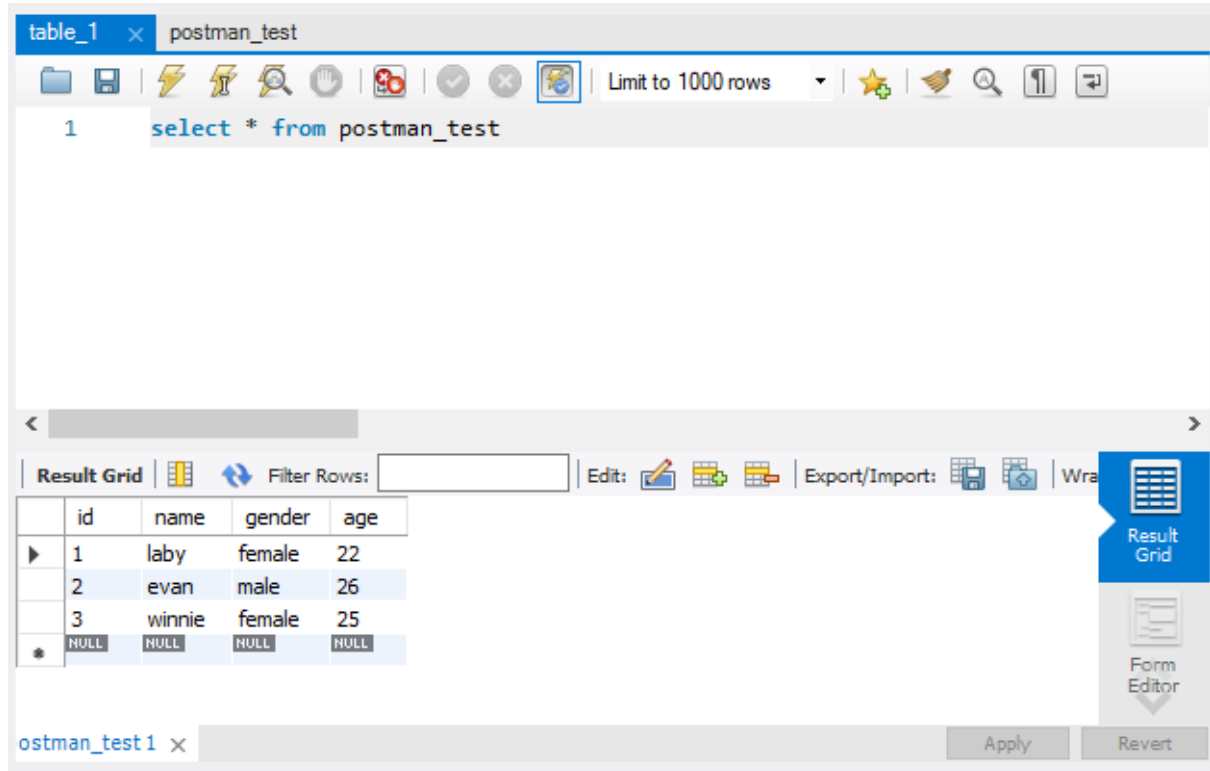 table_1 postman_test
Limit to 1000 rows
1 select * from postman_test
Result Grid Filter Rows: Edit: Export/Import: Wra
id name gender age
1 laby female 22
2 evan male 26
3 winnie female 25
NULL NULL NULL NULL
Result
Grid
Form
Editor
ostman_test 1 Apply Revert